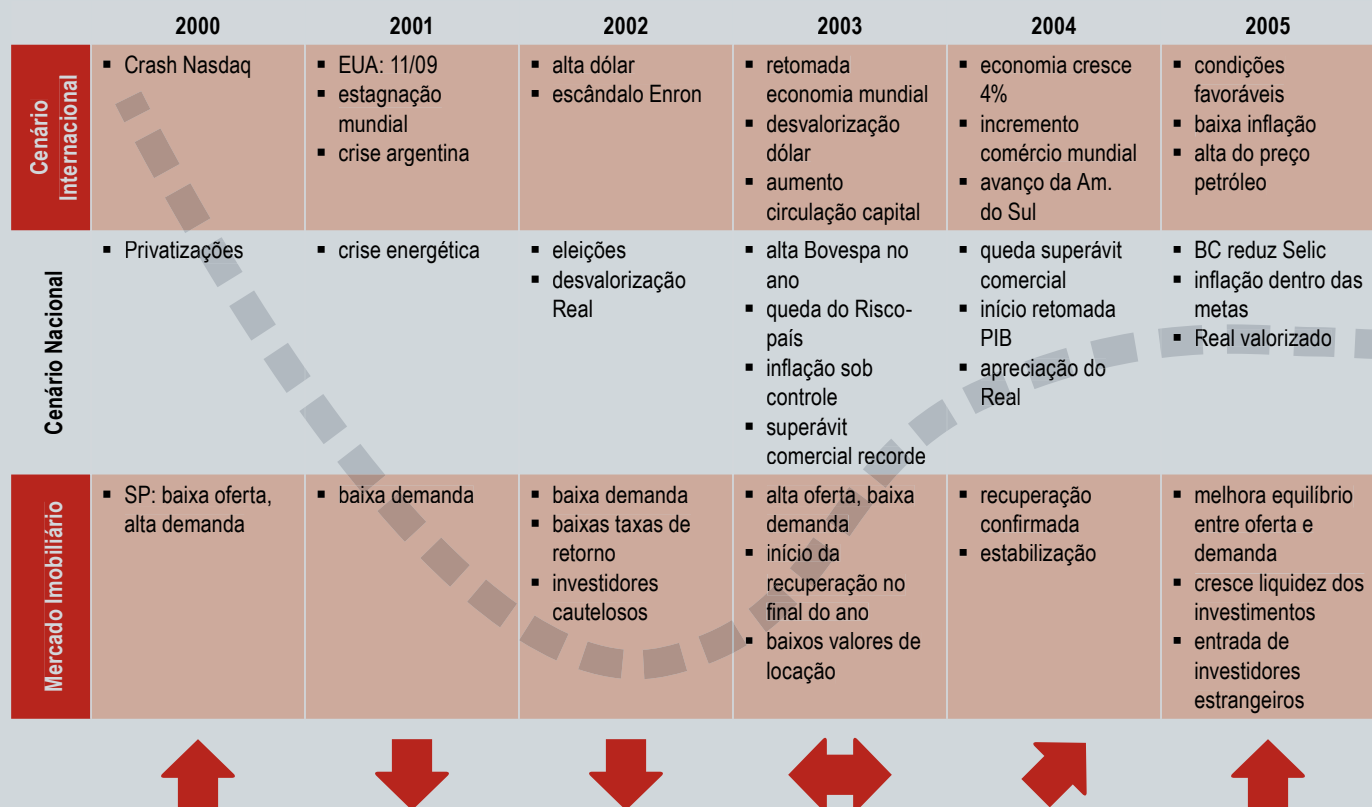 2000
2001
2002
2003
2004
2005
Cenário
Internacional
▪ Crash Nasdaq
▪ EUA: 11/09
▪ estagnação
mundial
▪ crise argentina
▪ alta dólar
▪ escândalo Enron
▪ retomada
economia mundial
▪ desvalorização
dólar
▪ aumento
circulação capital
▪ economia cresce
4%
▪ incremento
comércio mundial
▪ avanço da Am.
do Sul
▪ condições
favoráveis
▪ baixa inflação
▪ alta do preço
petróleo
Cenário Nacional
▪ Privatizações
▪ crise energética
▪ eleições
▪ desvalorização
Real
▪ alta Bovespa no
ano
▪ queda do Risco-
país
▪ inflação sob
controle
▪ superávit
comercial recorde
▪ queda superávit
comercial
▪ início retomada
PIB
▪ apreciação do
Real
▪ BC reduz Selic
▪ inflação dentro das
metas
▪ Real valorizado
Mercado Imobiliário
▪ SP: baixa oferta,
alta demanda
▪ baixa demanda
▪ baixa demanda
▪ baixas taxas de
retorno
▪ investidores
cautelosos
▪ alta oferta, baixa
demanda
▪ início da
recuperação no
final do ano
▪ baixos valores de
locação
▪ recuperação
confirmada
▪ estabilização
▪ melhora equilíbrio
entre oferta e
demanda
▪ cresce liquidez dos
investimentos
▪ entrada de
investidores
estrangeiros